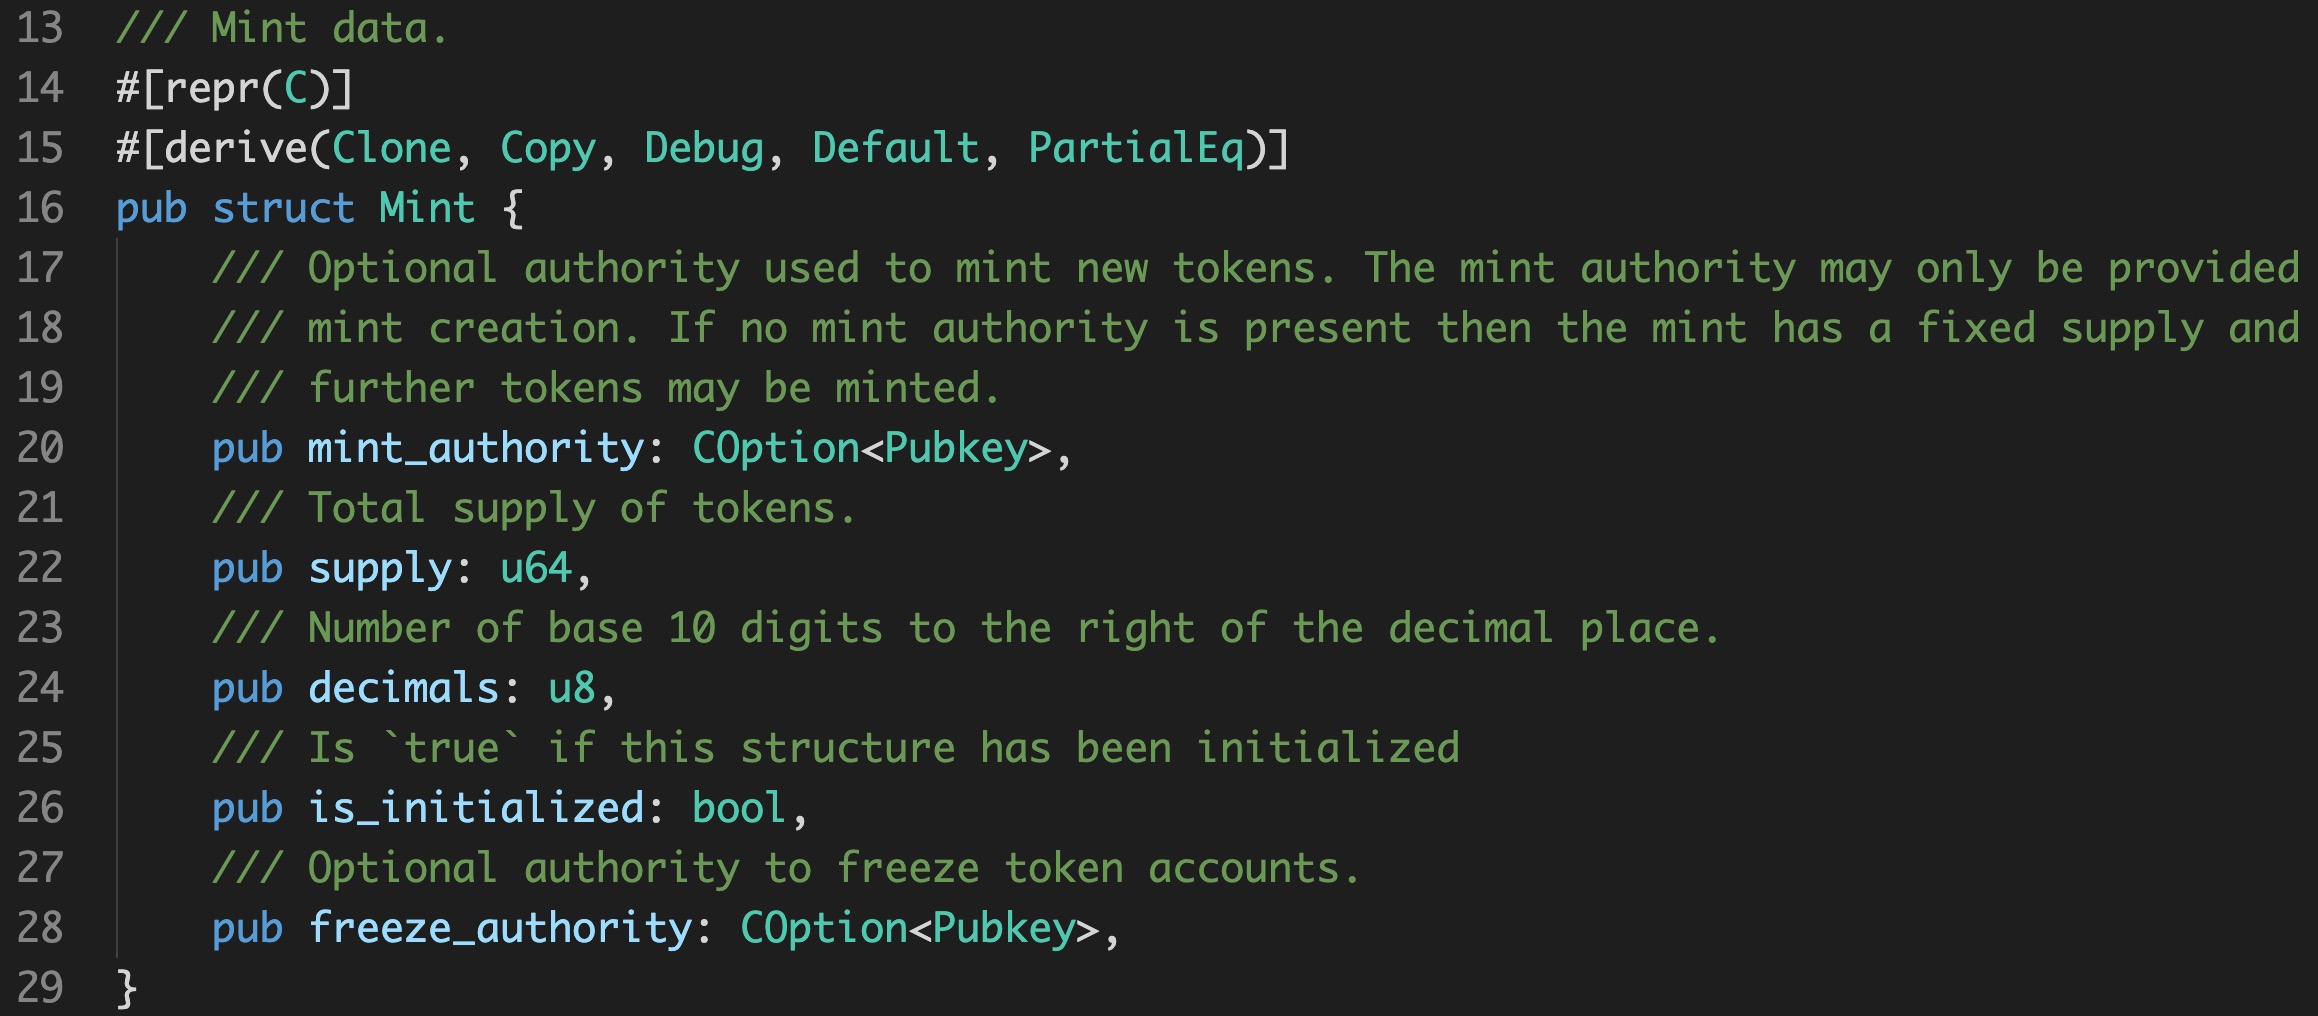 13 /// Mint data.
14 #[repr(C)]
15 #[derive(Clone, Copy, Debug, Default, PartialEq)]
16 pub struct Mint {
17     /// Optional authority used to mint new tokens. The mint authority may only be provided
18     /// mint creation. If no mint authority is present then the mint has a fixed supply and
19     /// further tokens may be minted.
20     pub mint_authority: COption<Pubkey>,
21     /// Total supply of tokens.
22     pub supply: u64,
23     /// Number of base 10 digits to the right of the decimal place.
24     pub decimals: u8,
25     /// Is `true` if this structure has been initialized
26     pub is_initialized: bool,
27     /// Optional authority to freeze token accounts.
28     pub freeze_authority: COption<Pubkey>,
29 }